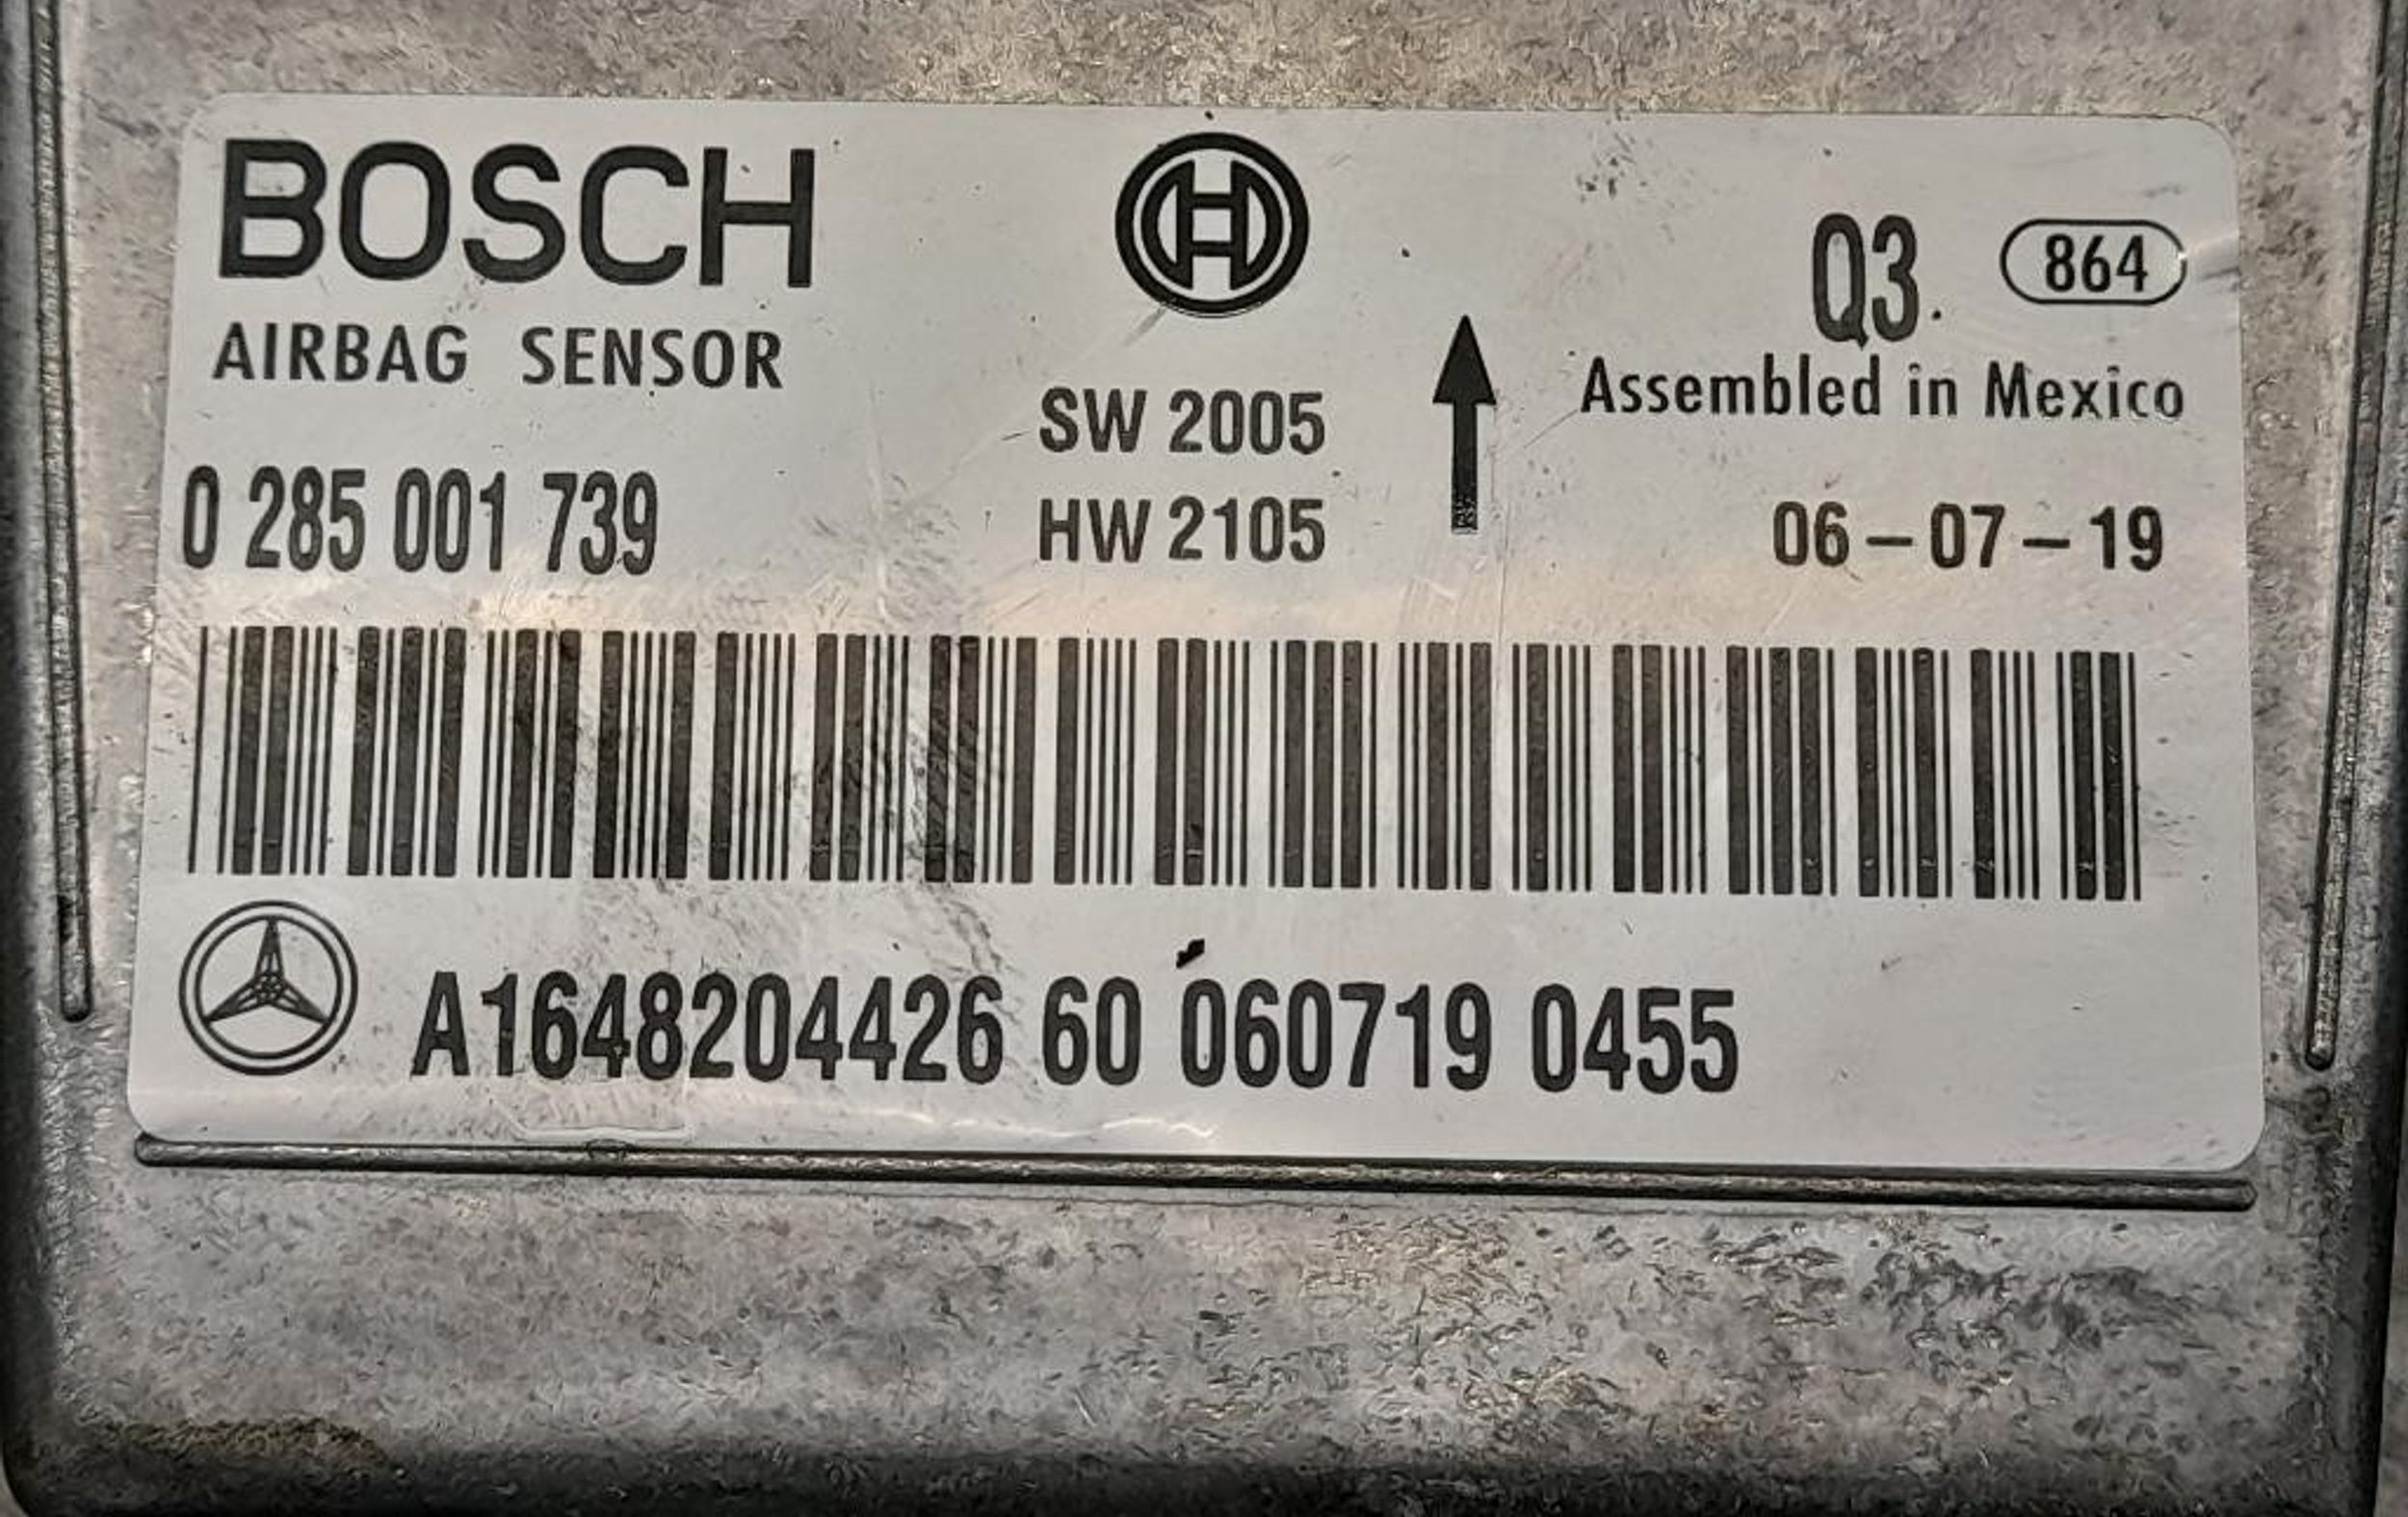 BOSCH
Q3
864
AIRBAG SENSOR
Assembled in Mexico
SW 2005
0 285 001 739
HW 2105
06-07-19
A1648204426 60 060719 0455